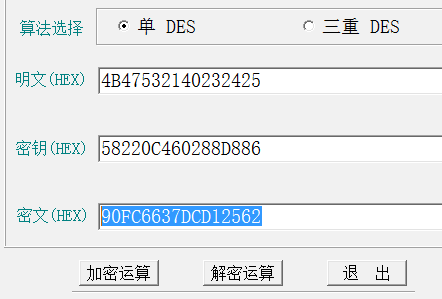 算法选择 单 DES 三重 DES
明文(HEX) 4B47532140232425
密钥(HEX) 58220C460288D886
密文(HEX) 90FC6637DCD12562
加密运算 解密运算 退 出